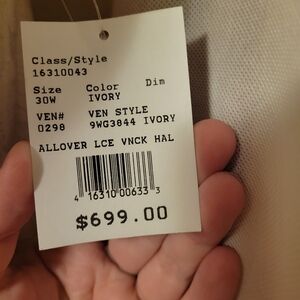 Class/Style
16310043
Size Color Dim
30W IVORY
VEN# VEN STYLE
0298 9WG3844 IVORY
ALLOVER LCE VNCK HAL
4 16310 00633 3
$699.00